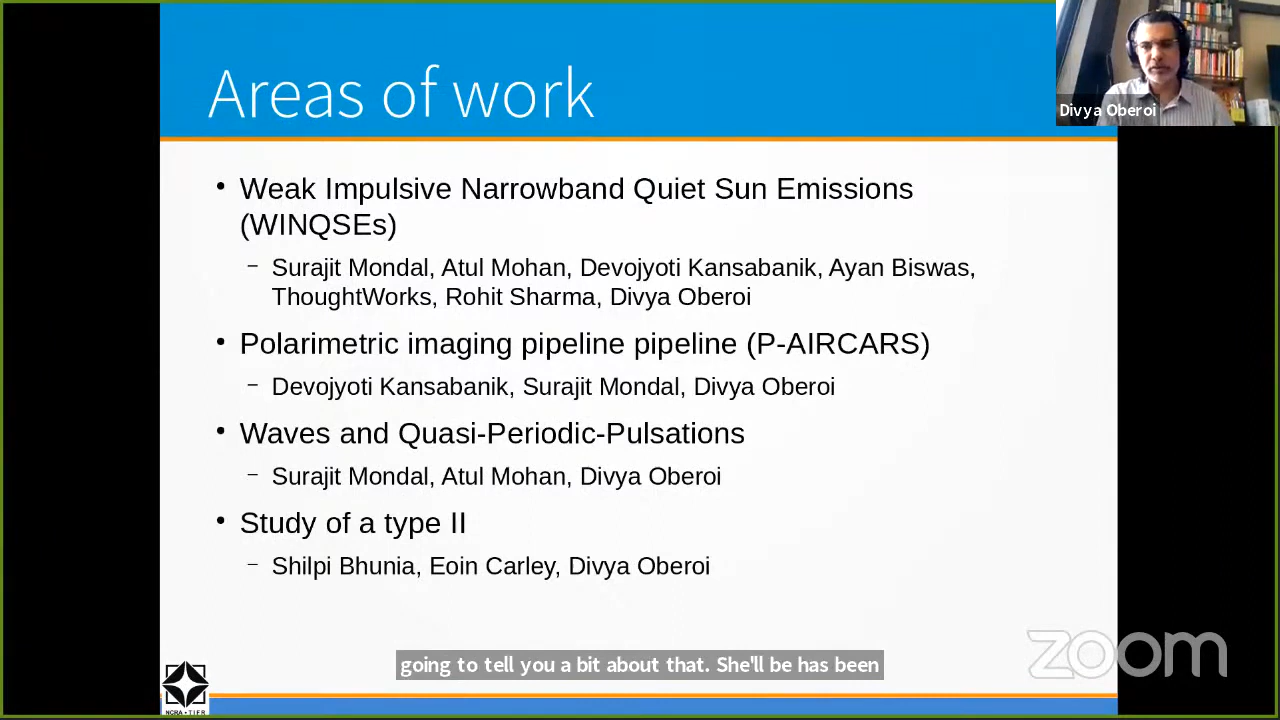 Areas of work
Divya Oberoi
• Weak Impulsive Narrowband Quiet Sun Emissions
(WINQSEs)
– Surajit Mondal, Atul Mohan, Devojyoti Kansabanik, Ayan Biswas,
ThoughtWorks, Rohit Sharma, Divya Oberoi
• Polarimetric imaging pipeline pipeline (P-AIRCARS)
– Devojyoti Kansabanik, Surajit Mondal, Divya Oberoi
• Waves and Quasi-Periodic-Pulsations
– Surajit Mondal, Atul Mohan, Divya Oberoi
• Study of a type II
– Shilpi Bhunia, Eoin Carley, Divya Oberoi
going to tell you a bit about that. She'll be has been
zoom
NCRA • TIFR